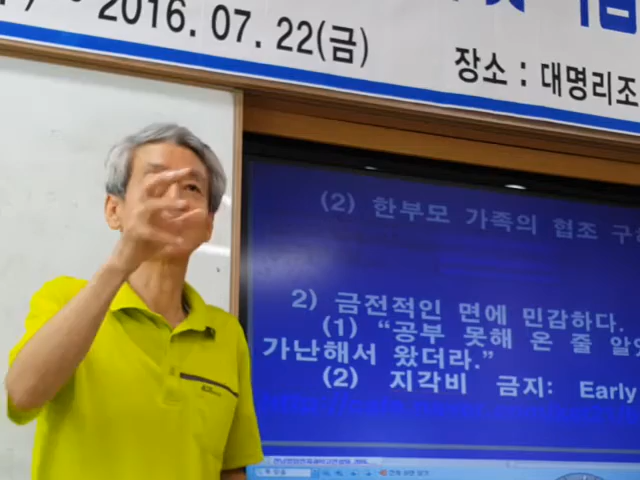 2016. 07. 22(금)
장소 : 대명리조
(2) 한부모 가족의 협조 구
2) 금전적인 면에 민감하다.
(1) “공부 못해 온 줄 알았
가난해서 왔더라.”
(2) 지각비 금지: Early